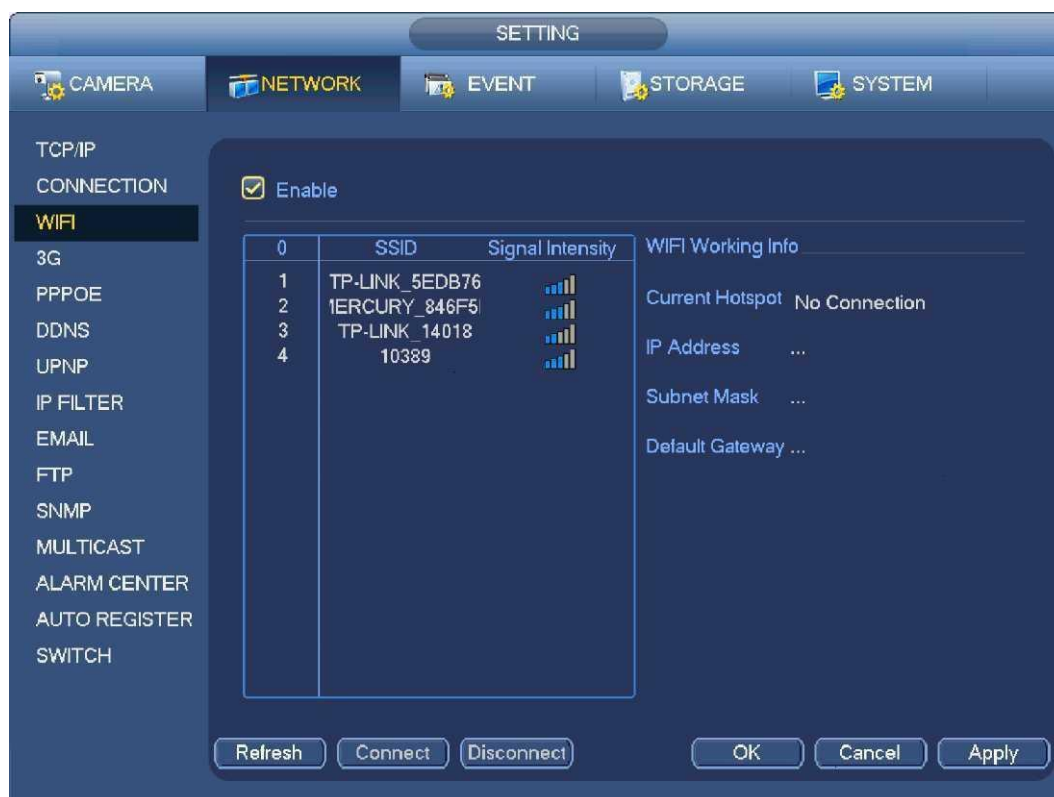 SETTING
CAMERA NETWORK EVENT STORAGE SYSTEM
TCP/IP
CONNECTION
WIFI
3G
PPPOE
DDNS
UPNP
IP FILTER
EMAIL
FTP
SNMP
MULTICAST
ALARM CENTER
AUTO REGISTER
SWITCH
Enable
0 SSID Signal Intensity
1 TP-LINK_5EDB76
2 MERCURY_846F5
3 TP-LINK_14018
4 10389
WIFI Working Info
Current Hotspot No Connection
IP Address ...
Subnet Mask ...
Default Gateway ...
Refresh Connect Disconnect OK Cancel Apply